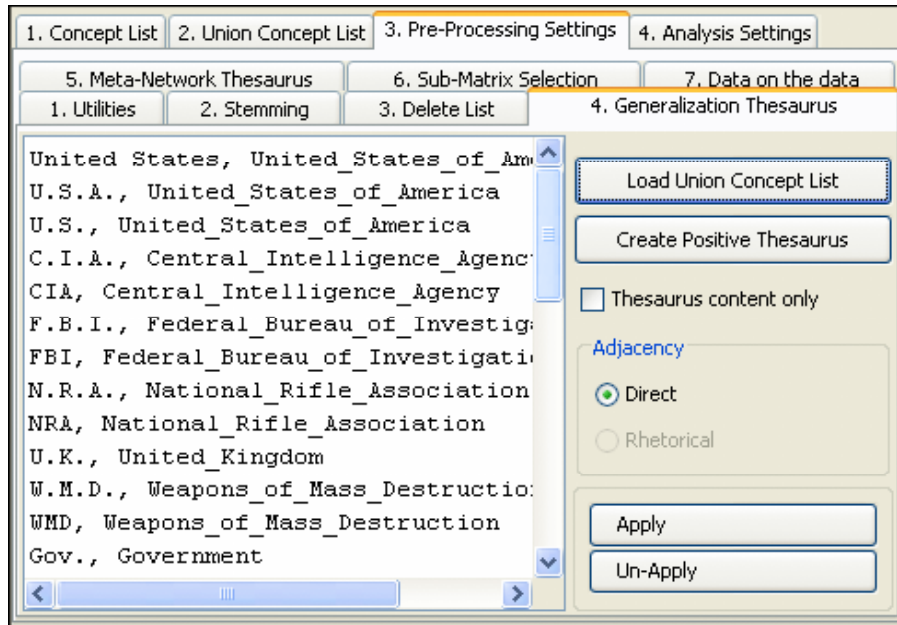 1. Concept List 2. Union Concept List 3. Pre-Processing Settings 4. Analysis Settings
5. Meta-Network Thesaurus 6. Sub-Matrix Selection 7. Data on the data
1. Utilities 2. Stemming 3. Delete List 4. Generalization Thesaurus
United States, United_States_of_Am
U.S.A., United_States_of_America
U.S., United_States_of_America
C.I.A., Central_Intelligence_Agenc
CIA, Central_Intelligence_Agency
F.B.I., Federal_Bureau_of_Investig
FBI, Federal_Bureau_of_Investigati
N.R.A., National_Rifle_Association
NRA, National_Rifle_Association
U.K., United_Kingdom
W.M.D., Weapons_of_Mass_Destructio
WMD, Weapons_of_Mass_Destruction
Gov., Government
Load Union Concept List
Create Positive Thesaurus
Thesaurus content only
Adjacency
Direct
Rhetorical
Apply
Un-Apply